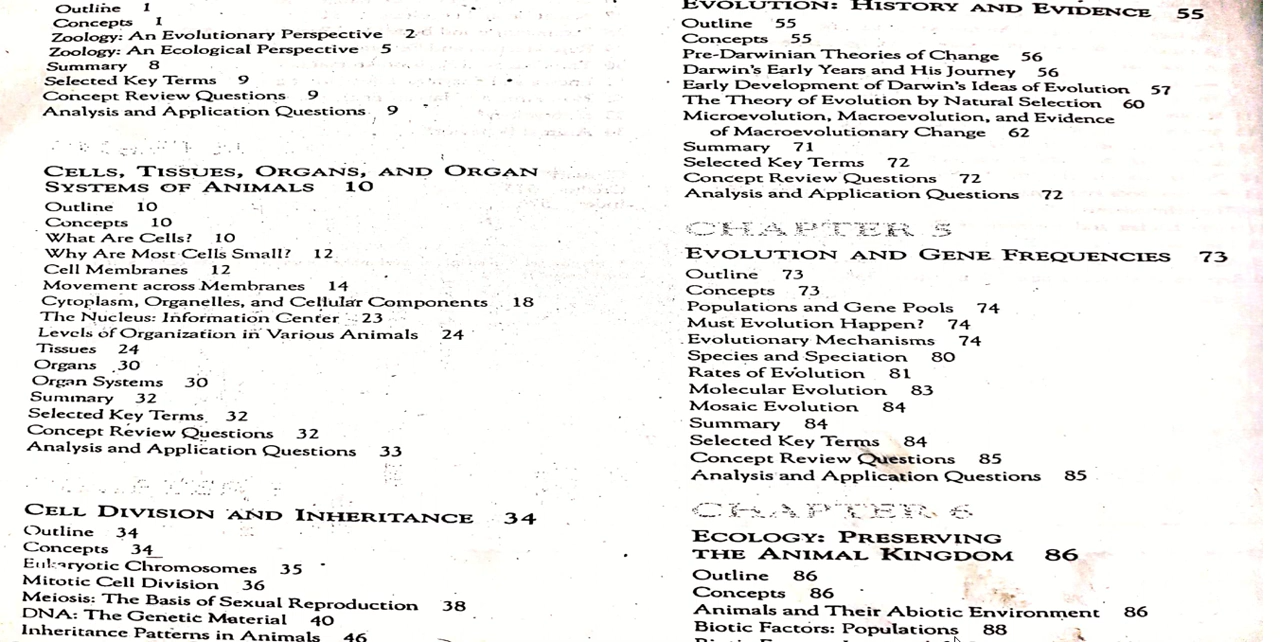 Outline 1
Concepts 1
Zoology: An Evolutionary Perspective 2
Zoology: An Ecological Perspective 5
Summary 8
Selected Key Terms 9
Concept Review Questions 9
Analysis and Application Questions 9
CELLS, TISSUES, ORGANS, AND ORGAN
SYSTEMS OF ANIMALS 10
Outline 10
Concepts 10
What Are Cells? 10
Why Are Most Cells Small? 12
Cell Membranes 12
Movement across Membranes 14
Cytoplasm, Organelles, and Cellular Components 18
The Nucleus: Information Center 23
Levels of Organization in Various Animals 24
Tissues 24
Organs 30
Organ Systems 30
Summary 32
Selected Key Terms 32
Concept Review Questions 32
Analysis and Application Questions 33
CELL DIVISION AND INHERITANCE 34
Outline 34
Concepts 34
Eukaryotic Chromosomes 35
Mitotic Cell Division 36
Meiosis: The Basis of Sexual Reproduction 38
DNA: The Genetic Material 40
Inheritance Patterns in Animals 46
EVOLUTION: HISTORY AND EVIDENCE 55
Outline 55
Concepts 55
Pre-Darwinian Theories of Change 56
Darwin's Early Years and His Journey 56
Early Development of Darwin's Ideas of Evolution 57
The Theory of Evolution by Natural Selection 60
Microevolution, Macroevolution, and Evidence
of Macroevolutionary Change 62
Summary 71
Selected Key Terms 72
Concept Review Questions 72
Analysis and Application Questions 72
CHAPTER 5
EVOLUTION AND GENE FREQUENCIES 73
Outline 73
Concepts 73
Populations and Gene Pools 74
Must Evolution Happen? 74
Evolutionary Mechanisms 74
Species and Speciation 80
Rates of Evolution 81
Molecular Evolution 83
Mosaic Evolution 84
Summary 84
Selected Key Terms 84
Concept Review Questions 85
Analysis and Application Questions 85
CHAPTER 6
ECOLOGY: PRESERVING
THE ANIMAL KINGDOM 86
Outline 86
Concepts 86
Animals and Their Abiotic Environment 86
Biotic Factors: Populations 88